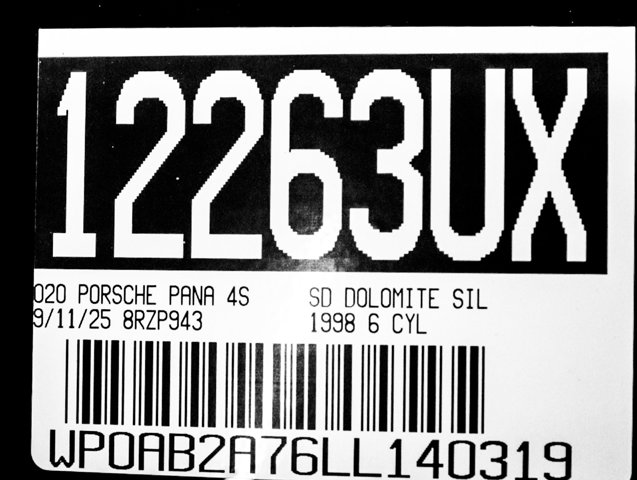 12263UX
020 PORSCHE PANA 4S SD DOLOMITE SIL
9/11/25 8RZP943 1998 6 CYL
WP0AB2A76LL140319